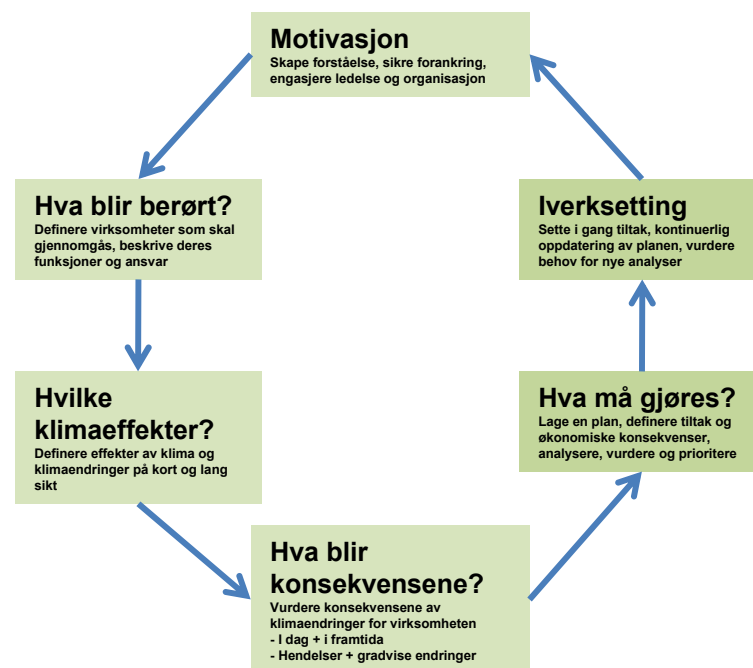 Motivasjon
Skape forståelse, sikre forankring,
engasjere ledelse og organisasjon
Hva blir berørt?
Definere virksomheter som skal
gjennomgås, beskrive deres
funksjoner og ansvar
Hvilke
klimaeffekter?
Definere effekter av klima og
klimaendringer på kort og lang
sikt
Hva blir
konsekvensene?
Vurdere konsekvensene av
klimaendringer for virksomheten
- I dag + i framtida
- Hendelser + gradvise endringer
Hva må gjøres?
Lage en plan, definere tiltak og
økonomiske konsekvenser,
analysere, vurdere og prioritere
Iverksetting
Sette i gang tiltak, kontinuerlig
oppdatering av planen, vurdere
behov for nye analyser